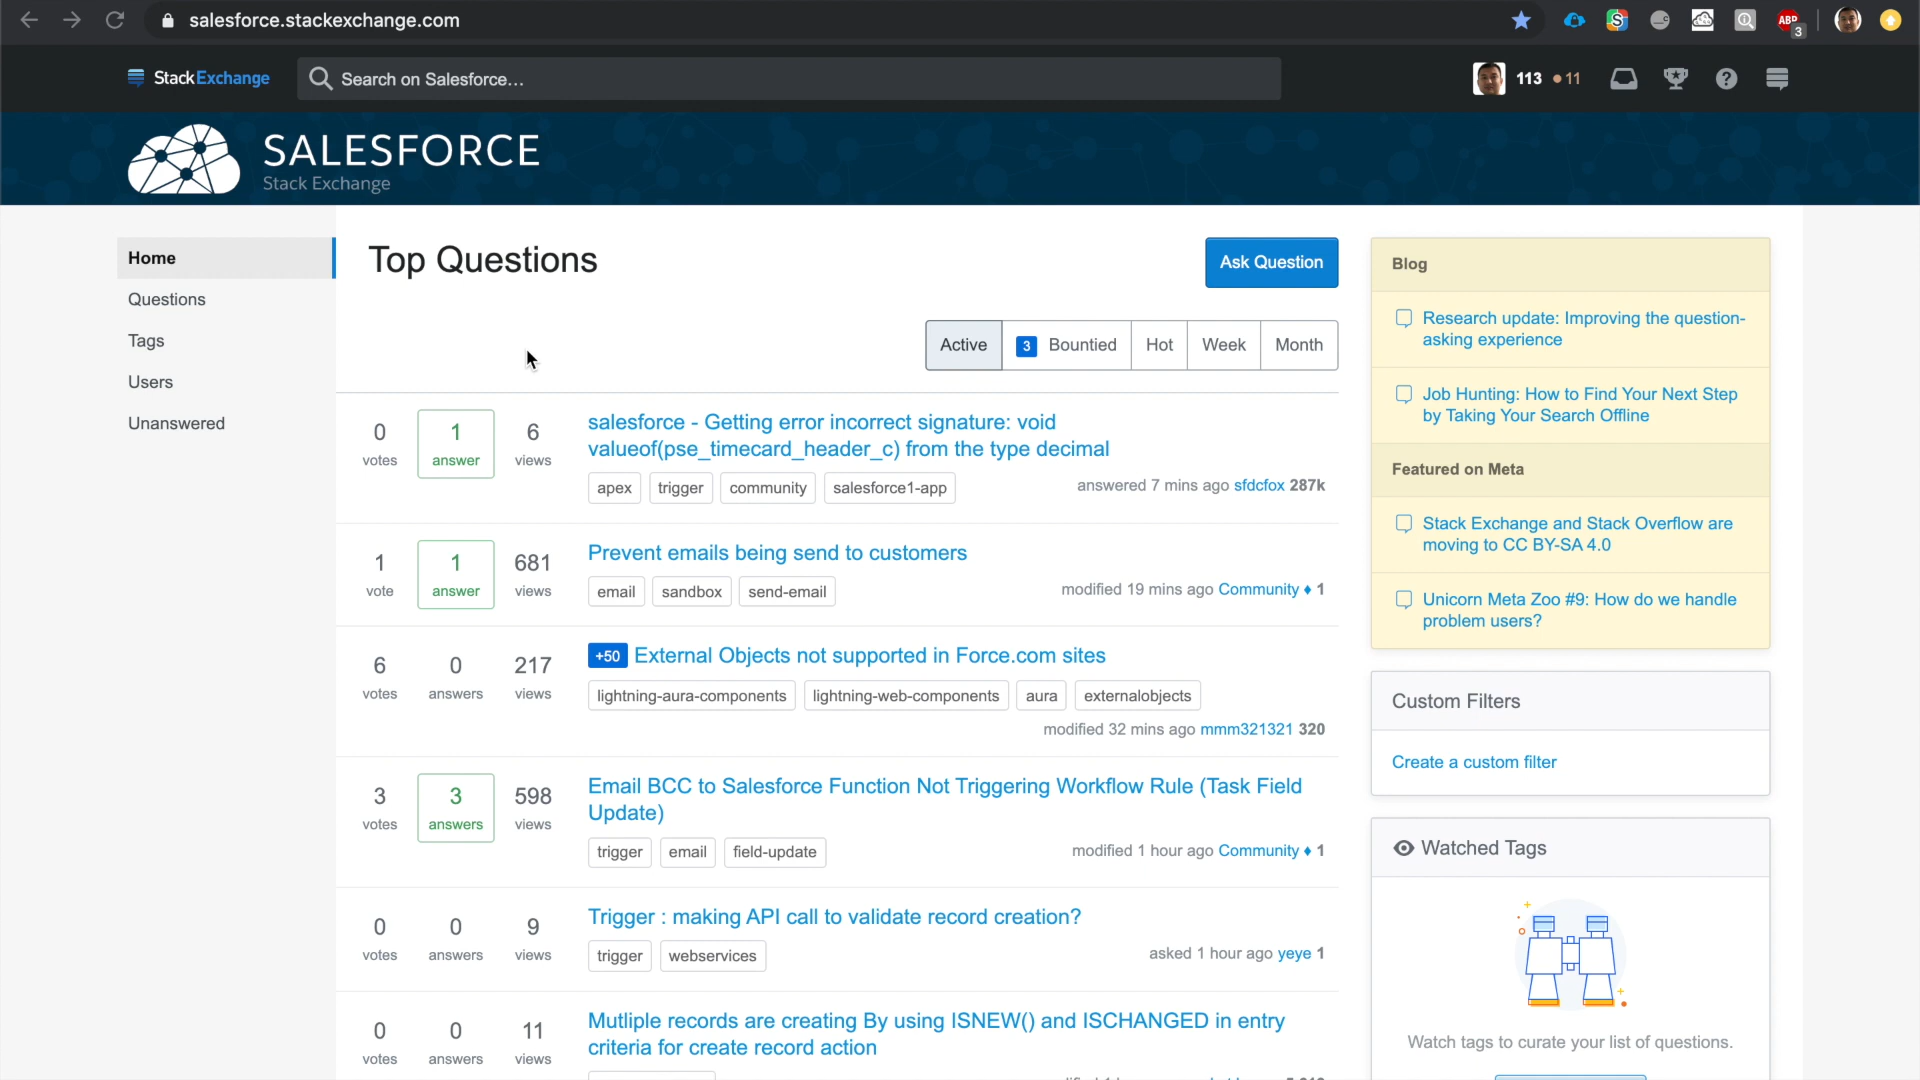 salesforce.stackexchange.com
ABP
3
StackExchange
Search on Salesforce...
113 • 11
SALESFORCE
Stack Exchange
Home
Questions
Tags
Users
Unanswered
Top Questions
Ask Question
Active
3 Bountied
Hot
Week
Month
0 votes
1 answer
6 views
salesforce - Getting error incorrect signature: void
valueof(pse_timecard_header_c) from the type decimal
apex trigger community salesforce1-app
answered 7 mins ago sfdcfox 287k
1 vote
1 answer
681 views
Prevent emails being send to customers
email sandbox send-email
modified 19 mins ago Community ♦ 1
6 votes
0 answers
217 views
+50 External Objects not supported in Force.com sites
lightning-aura-components lightning-web-components aura externalobjects
modified 32 mins ago mmm321321 320
3 votes
3 answers
598 views
Email BCC to Salesforce Function Not Triggering Workflow Rule (Task Field
Update)
trigger email field-update
modified 1 hour ago Community ♦ 1
0 votes
0 answers
9 views
Trigger : making API call to validate record creation?
trigger webservices
asked 1 hour ago yeye 1
0 votes
0 answers
11 views
Mutliple records are creating By using ISNEW() and ISCHANGED in entry
criteria for create record action
Blog
Research update: Improving the question-
asking experience
Job Hunting: How to Find Your Next Step
by Taking Your Search Offline
Featured on Meta
Stack Exchange and Stack Overflow are
moving to CC BY-SA 4.0
Unicorn Meta Zoo #9: How do we handle
problem users?
Custom Filters
Create a custom filter
Watched Tags
Watch tags to curate your list of questions.